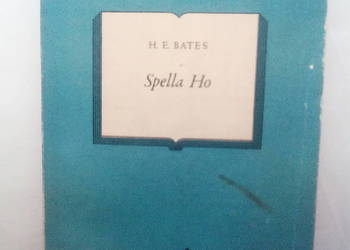 H. E. BATES
Spella Ho